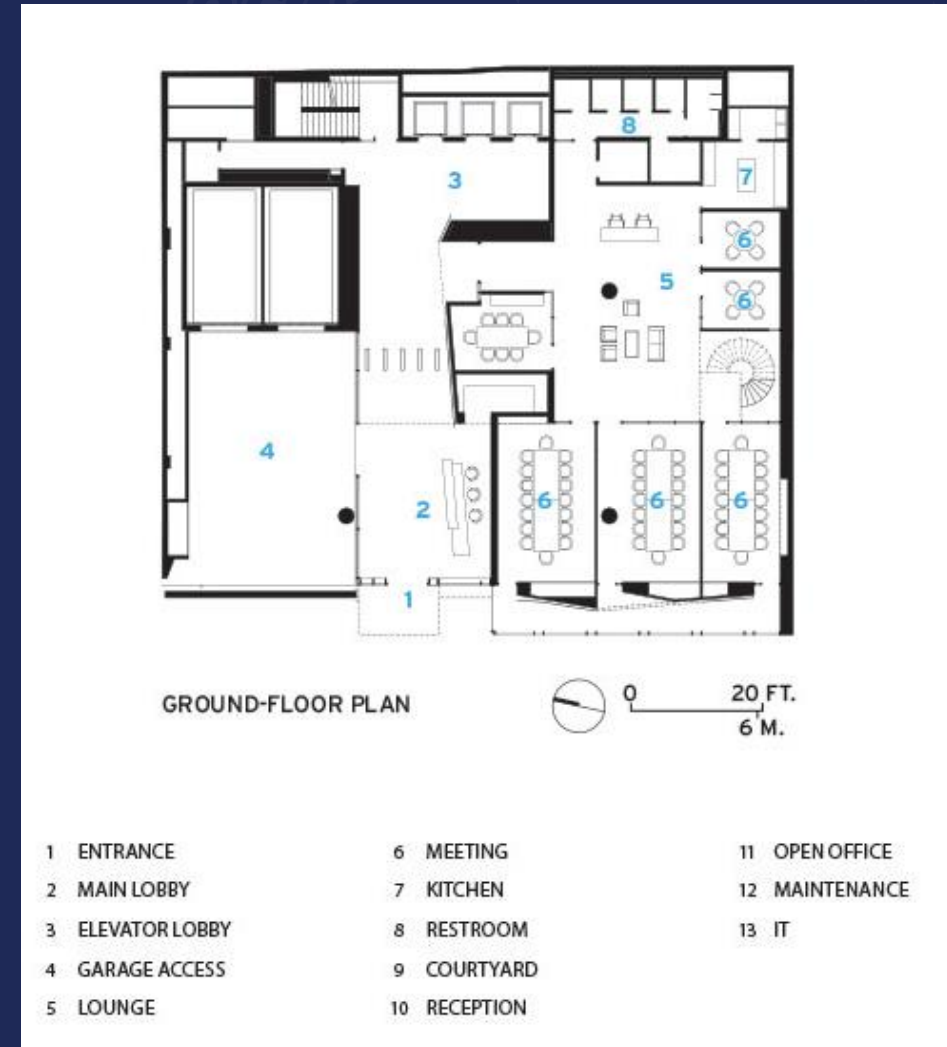 8
3
7
6
5
6
4
6
6
6
2
1
GROUND-FLOOR PLAN
0 20 FT.
6 M.
1 ENTRANCE
2 MAIN LOBBY
3 ELEVATOR LOBBY
4 GARAGE ACCESS
5 LOUNGE
6 MEETING
7 KITCHEN
8 RESTROOM
9 COURTYARD
10 RECEPTION
11 OPEN OFFICE
12 MAINTENANCE
13 IT